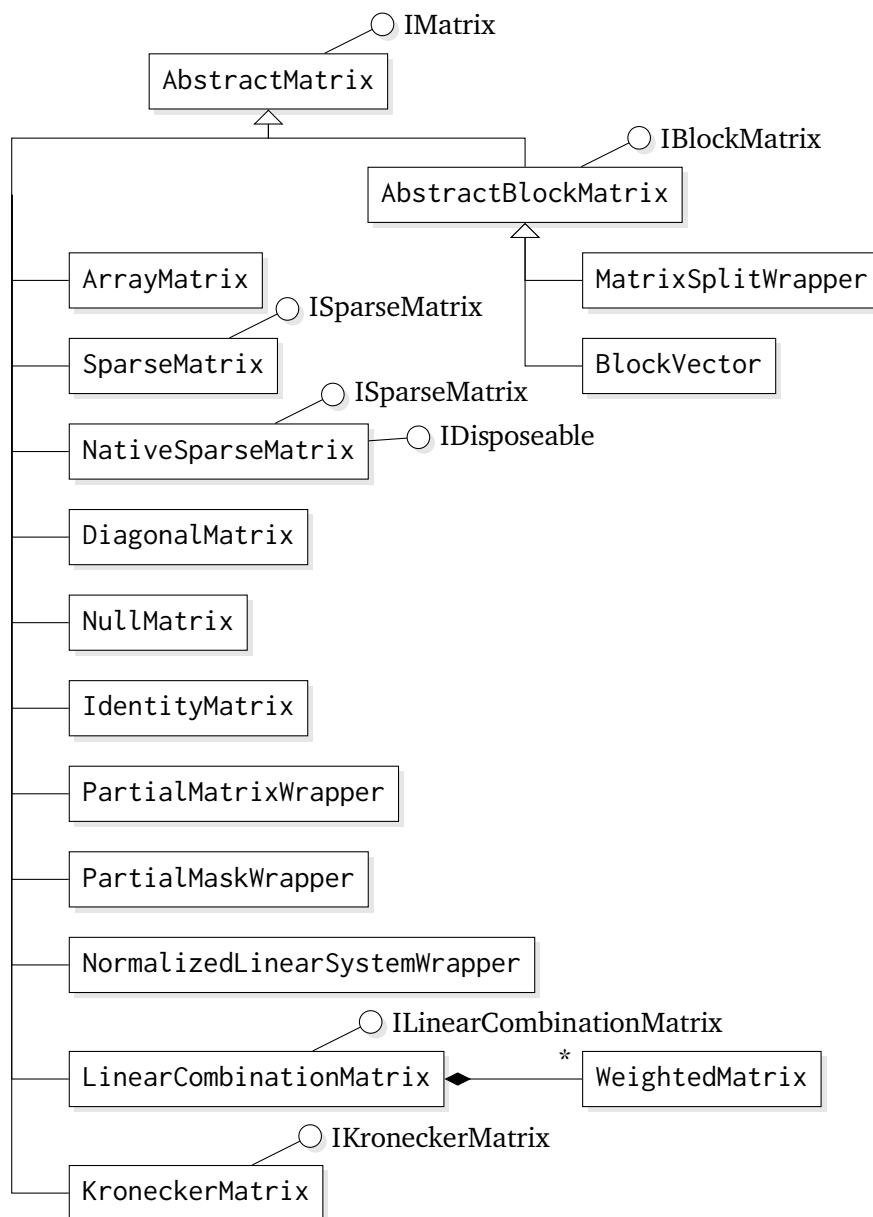 IMatrix
AbstractMatrix
IBlockMatrix
AbstractBlockMatrix
ArrayMatrix
MatrixSplitWrapper
ISparseMatrix
SparseMatrix
BlockVector
ISparseMatrix
NativeSparseMatrix
IDisposeable
DiagonalMatrix
NullMatrix
IdentityMatrix
PartialMatrixWrapper
PartialMaskWrapper
NormalizedLinearSystemWrapper
ILinearCombinationMatrix
LinearCombinationMatrix
*
WeightedMatrix
IKroneckerMatrix
KroneckerMatrix